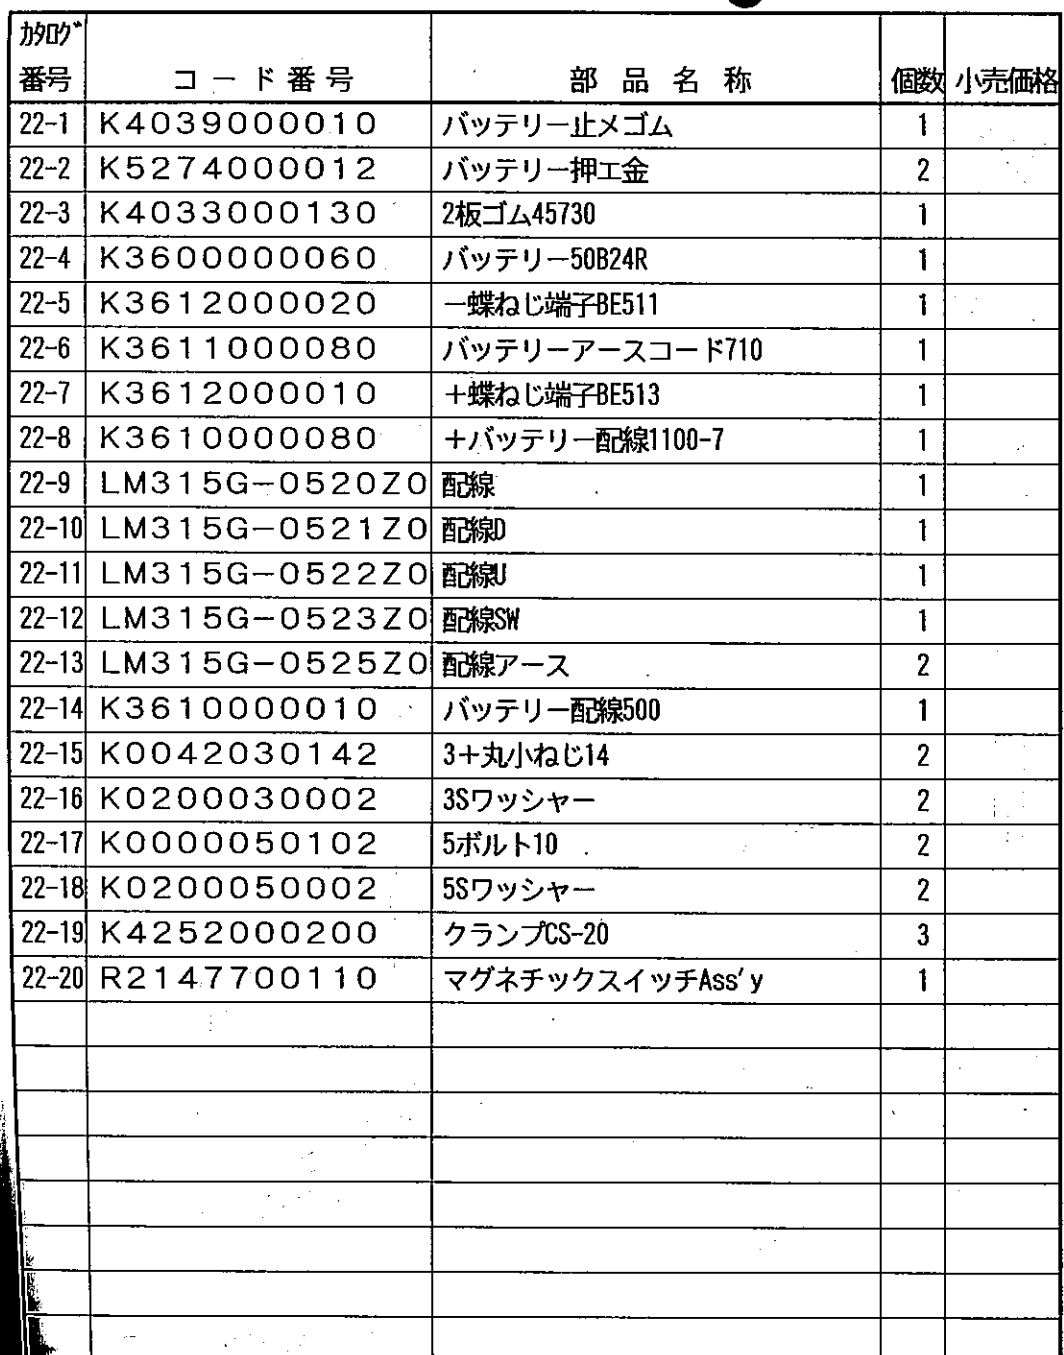 ｶﾀﾛｸﾞ
番号 コード番号 部品名称 個数 小売価格
22-1 K4039000010 バッテリー止メゴム 1
22-2 K5274000012 バッテリー押エ金 2
22-3 K4033000130 2板ゴム45730 1
22-4 K3600000060 バッテリー50B24R 1
22-5 K3612000020 －蝶ねじ端子BE511 1
22-6 K3611000080 バッテリーアースコード710 1
22-7 K3612000010 ＋蝶ねじ端子BE513 1
22-8 K3610000080 ＋バッテリー配線1100-7 1
22-9 LM315G-0520Z0 配線 1
22-10 LM315G-0521Z0 配線D 1
22-11 LM315G-0522Z0 配線U 1
22-12 LM315G-0523Z0 配線SW 1
22-13 LM315G-0525Z0 配線アース 2
22-14 K3610000010 バッテリー配線500 1
22-15 K0042030142 3＋丸小ねじ14 2
22-16 K0200030002 3Sワッシャー 2
22-17 K0000050102 5ボルト10 2
22-18 K0200050002 5Sワッシャー 2
22-19 K4252000200 クランプCS-20 3
22-20 R2147700110 マグネチックスイッチAss'y 1